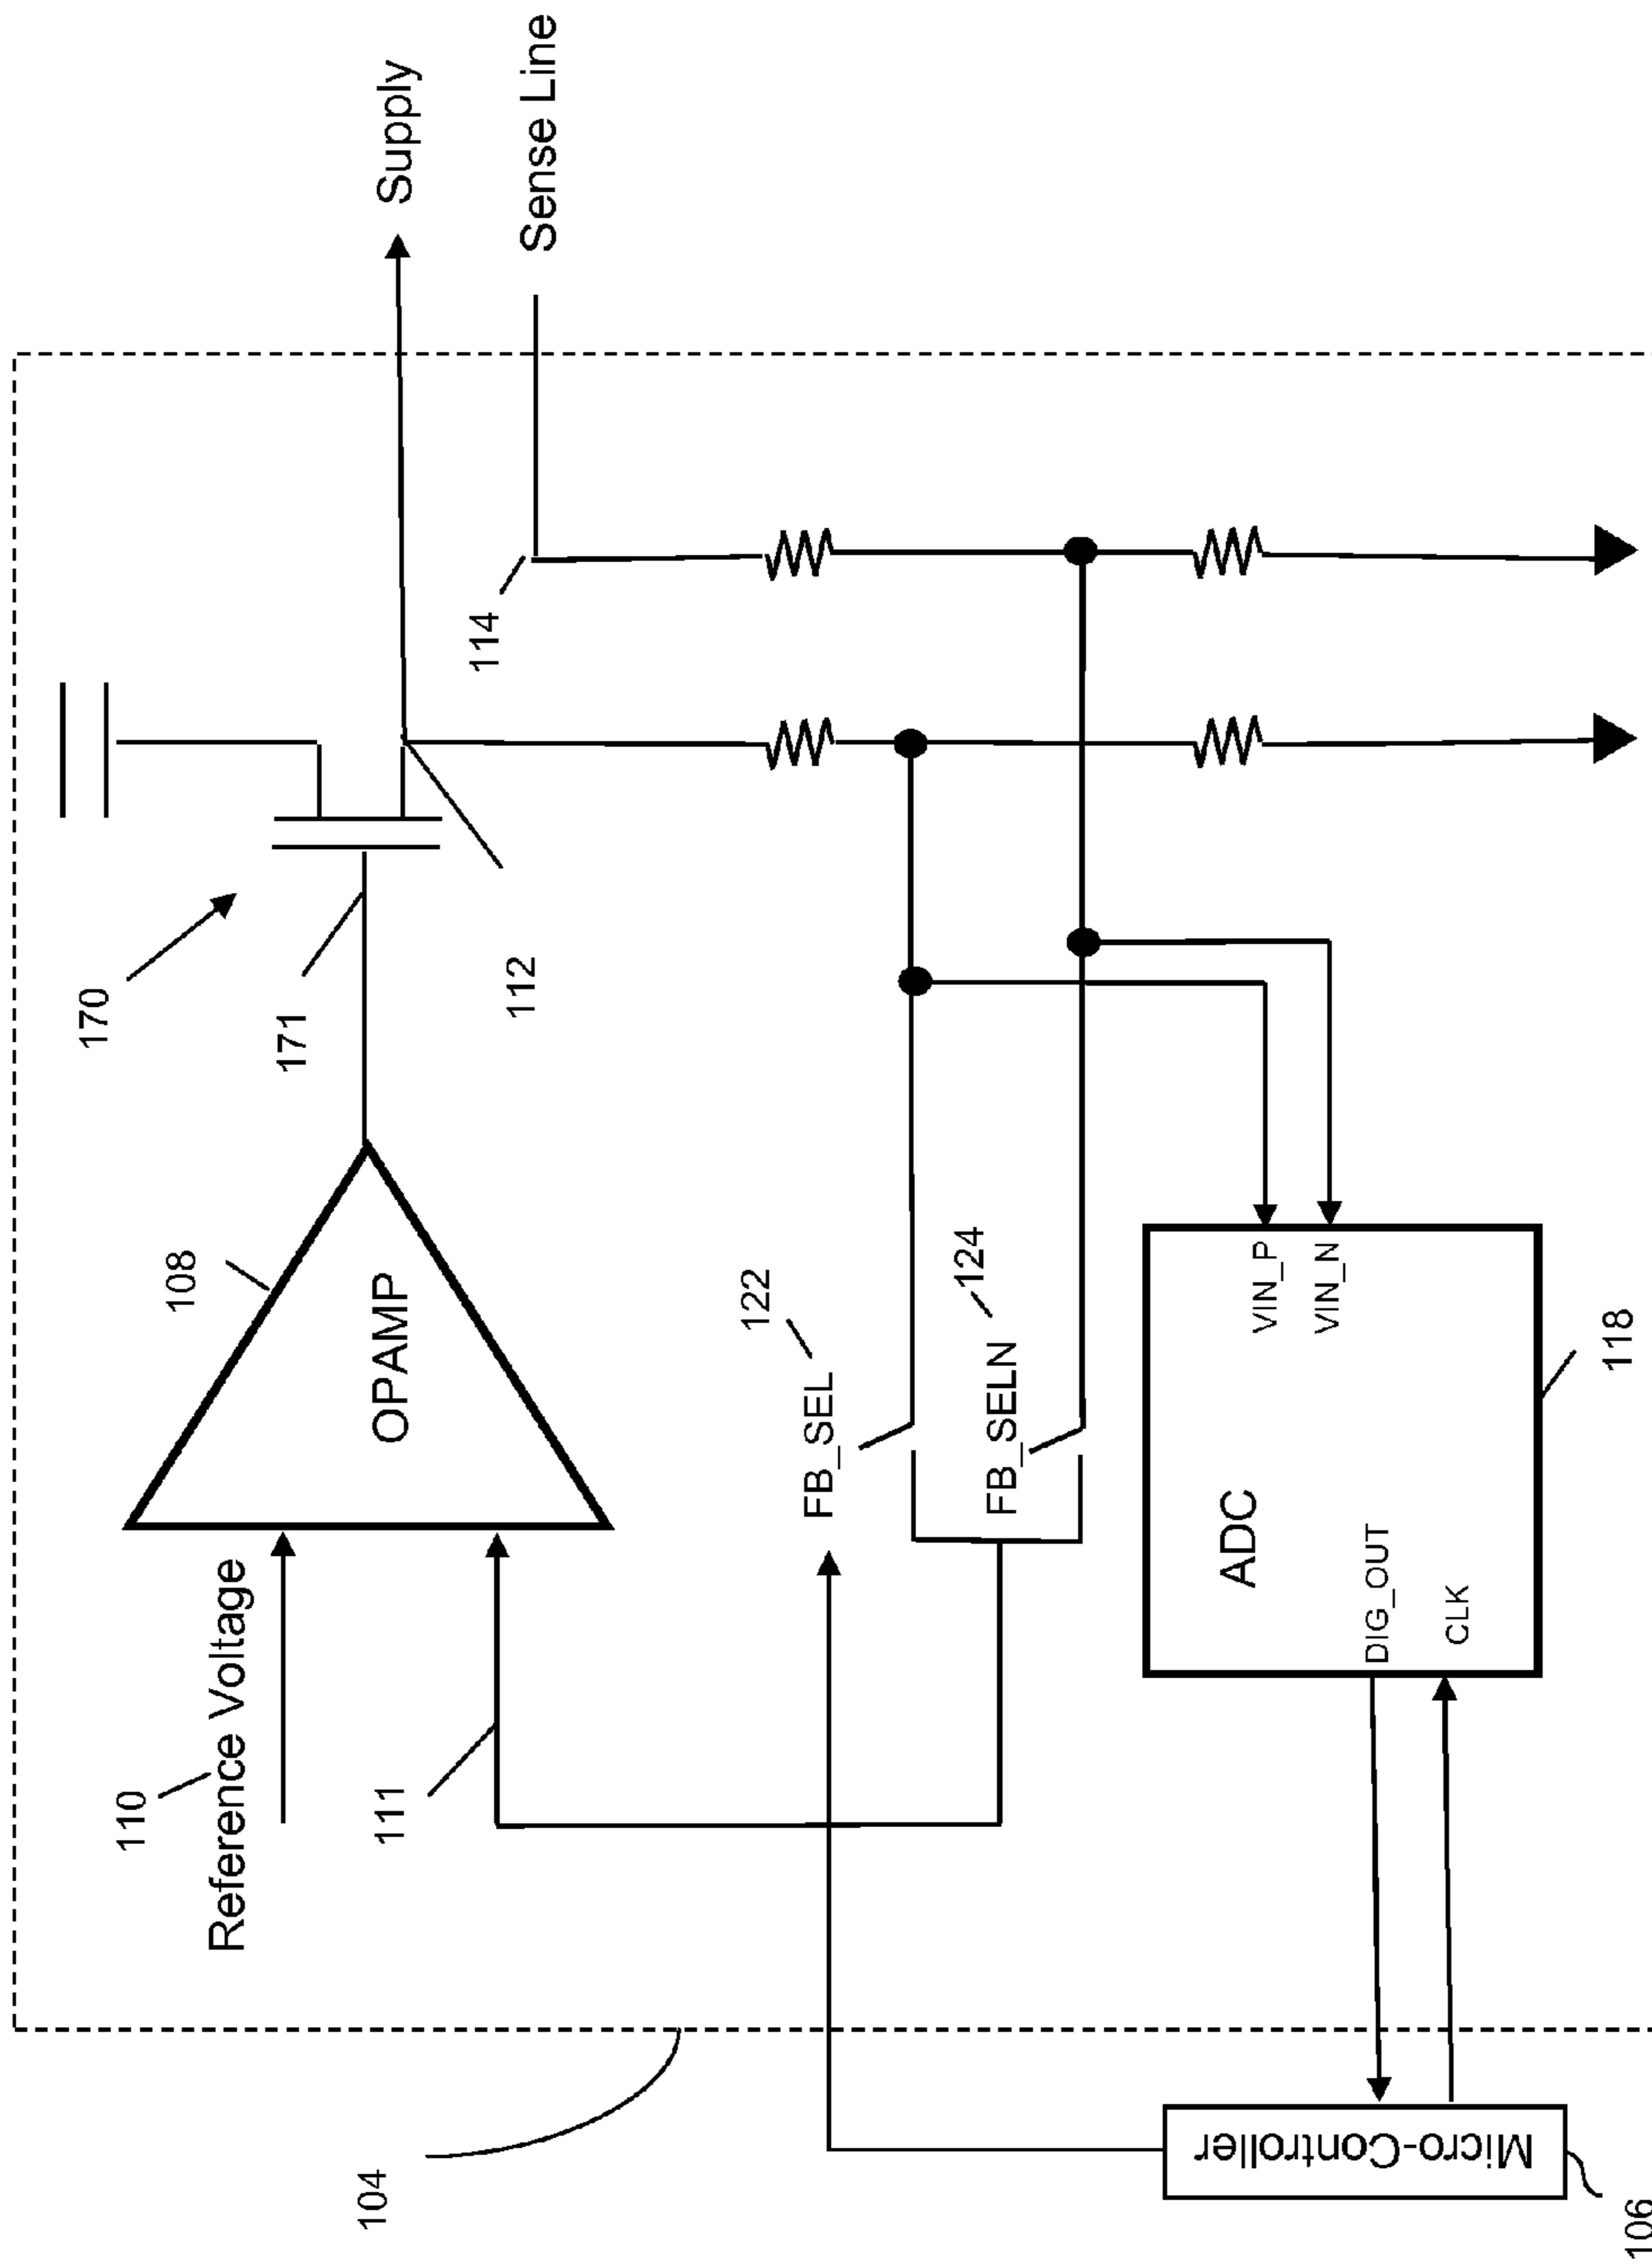 Supply
Sense Line
114
170
171
112
108
OPAMP
110
Reference Voltage
111
122
FB_SEL
124
FB_SELN
ADC
VIN_P
VIN_N
DIG_OUT
CLK
118
104
Micro-Controller
106